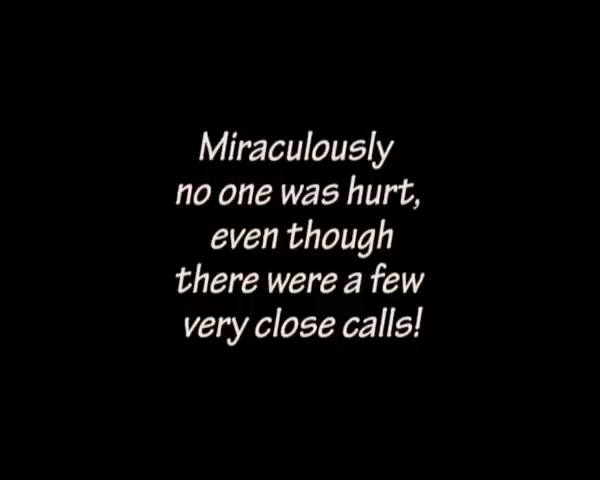 Miraculously
no one was hurt,
even though
there were a few
very close calls!